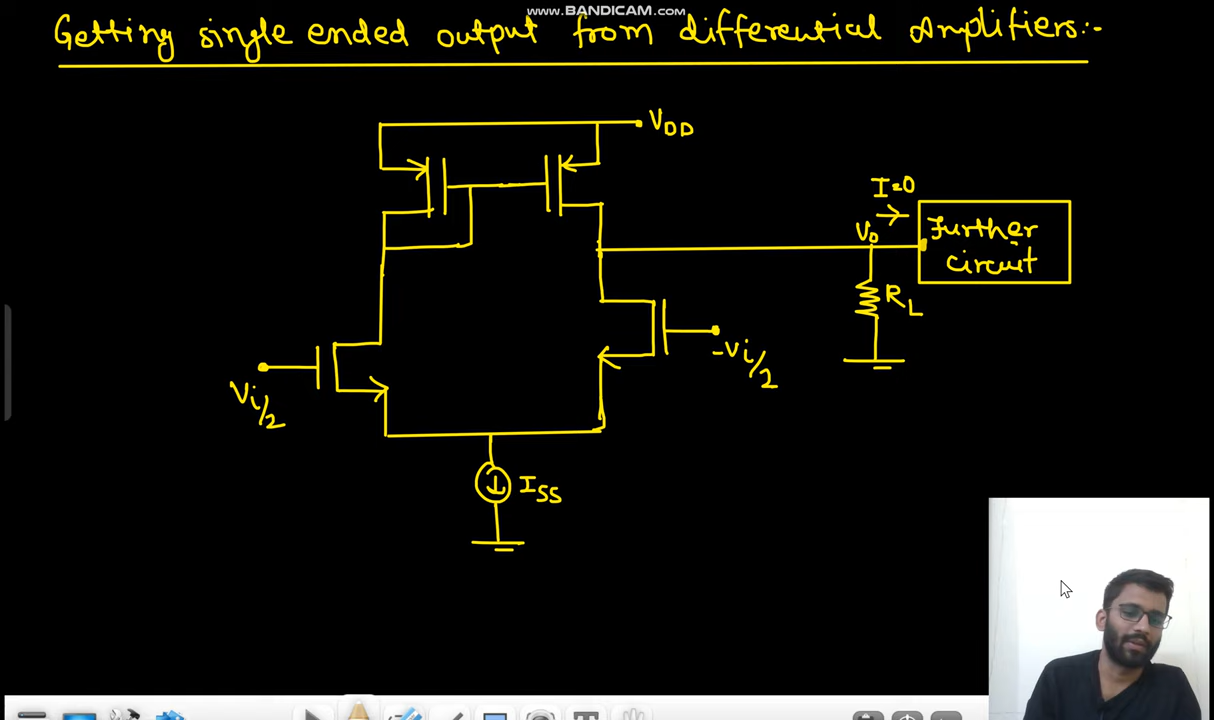 WWW.BANDICAM.COM
Getting single ended output from differential Amplifiers:-
VDD
I=0
Vo
Further
circuit
RL
-Vi/2
Vi/2
ISS